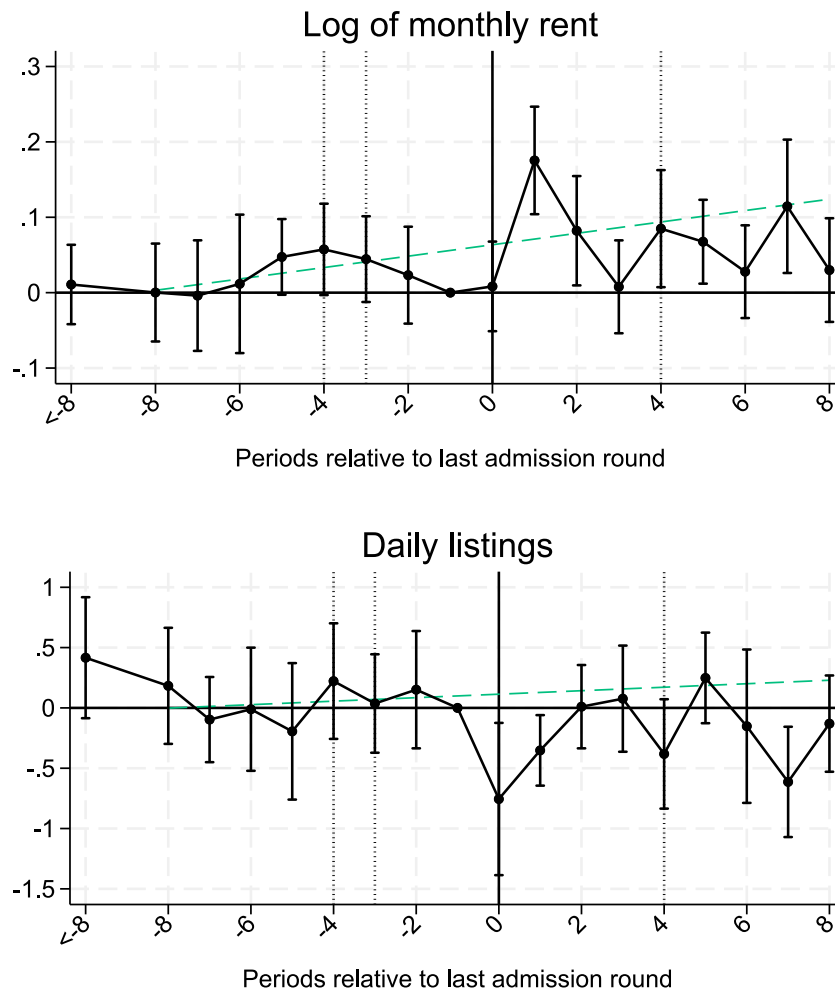 Log of monthly rent
.3
.2
.1
0
-.1
<-8 -8 -6 -4 -2 0 2 4 6 8
Periods relative to last admission round
Daily listings
1
.5
0
-.5
-1
-1.5
<-8 -8 -6 -4 -2 0 2 4 6 8
Periods relative to last admission round